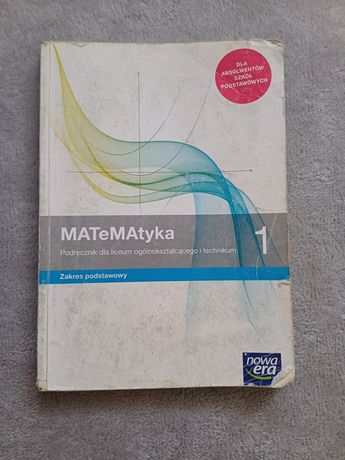 DLA
ABSOLWENTÓW
SZKÓŁ
PODSTAWOWYCH
MATeMAtyka 1
Podręcznik dla liceum ogólnokształcącego i technikum
Zakres podstawowy
nowa
era